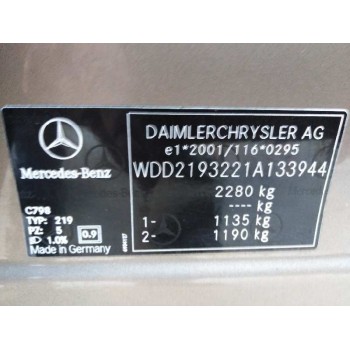 DAIMLERCHRYSLER AG
e1*2001/116*0295
WDD2193221A133944
2280 kg
---- kg
1- 1135 kg
2- 1190 kg
Mercedes-Benz
C798
TYP: 219
PZ: 5
1.0% 0.9
Made in Germany